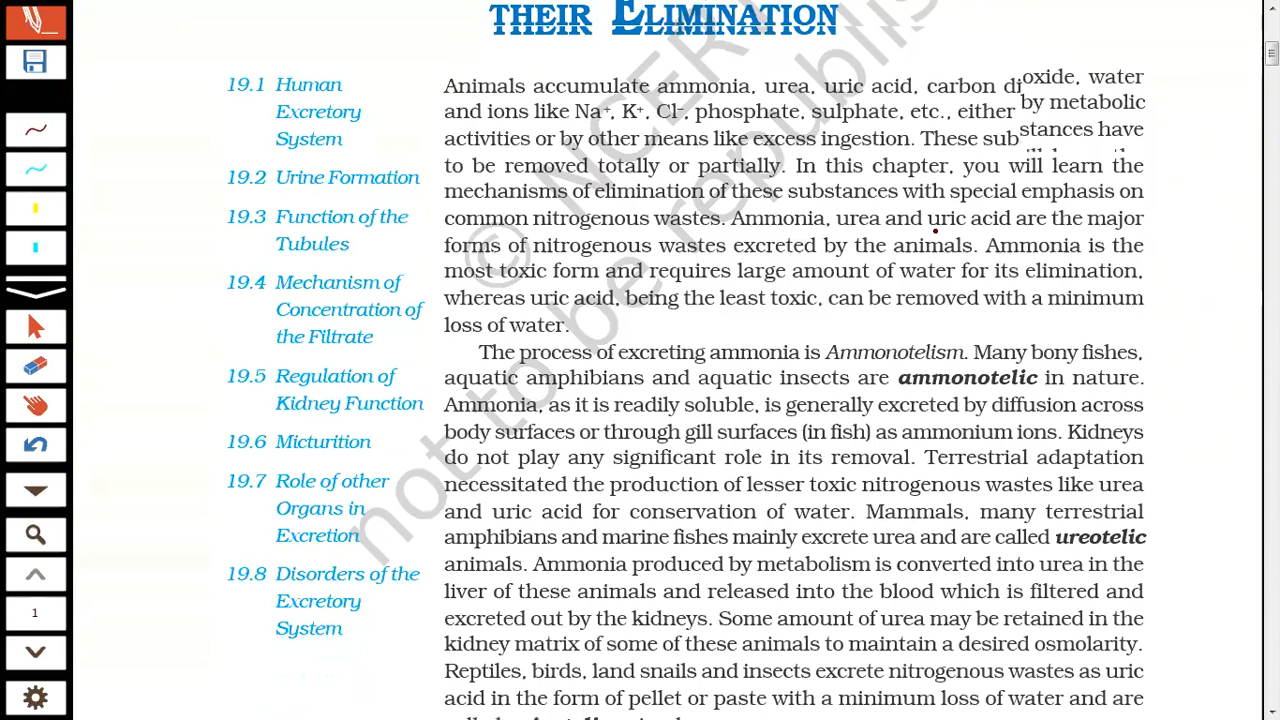 THEIR ELIMINATION
19.1 Human
Excretory
System
19.2 Urine Formation
19.3 Function of the
Tubules
19.4 Mechanism of
Concentration of
the Filtrate
19.5 Regulation of
Kidney Function
19.6 Micturition
19.7 Role of other
Organs in
Excretion
19.8 Disorders of the
Excretory
System
Animals accumulate ammonia, urea, uric acid, carbon dioxide, water
and ions like Na⁺, K⁺, Cl⁻, phosphate, sulphate, etc., either by metabolic
activities or by other means like excess ingestion. These substances have
to be removed totally or partially. In this chapter, you will learn the
mechanisms of elimination of these substances with special emphasis on
common nitrogenous wastes. Ammonia, urea and uric acid are the major
forms of nitrogenous wastes excreted by the animals. Ammonia is the
most toxic form and requires large amount of water for its elimination,
whereas uric acid, being the least toxic, can be removed with a minimum
loss of water.
The process of excreting ammonia is Ammonotelism. Many bony fishes,
aquatic amphibians and aquatic insects are ammonotelic in nature.
Ammonia, as it is readily soluble, is generally excreted by diffusion across
body surfaces or through gill surfaces (in fish) as ammonium ions. Kidneys
do not play any significant role in its removal. Terrestrial adaptation
necessitated the production of lesser toxic nitrogenous wastes like urea
and uric acid for conservation of water. Mammals, many terrestrial
amphibians and marine fishes mainly excrete urea and are called ureotelic
animals. Ammonia produced by metabolism is converted into urea in the
liver of these animals and released into the blood which is filtered and
excreted out by the kidneys. Some amount of urea may be retained in the
kidney matrix of some of these animals to maintain a desired osmolarity.
Reptiles, birds, land snails and insects excrete nitrogenous wastes as uric
acid in the form of pellet or paste with a minimum loss of water and are
© NCERT
not to be republis
1